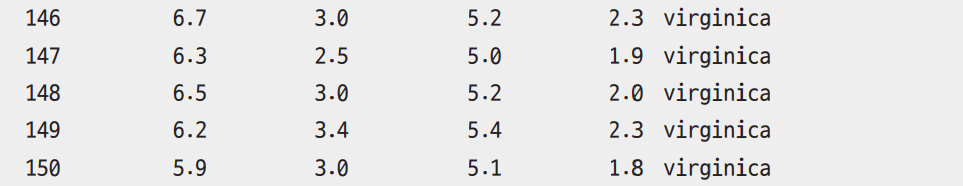 146 6.7 3.0 5.2 2.3 virginica
147 6.3 2.5 5.0 1.9 virginica
148 6.5 3.0 5.2 2.0 virginica
149 6.2 3.4 5.4 2.3 virginica
150 5.9 3.0 5.1 1.8 virginica